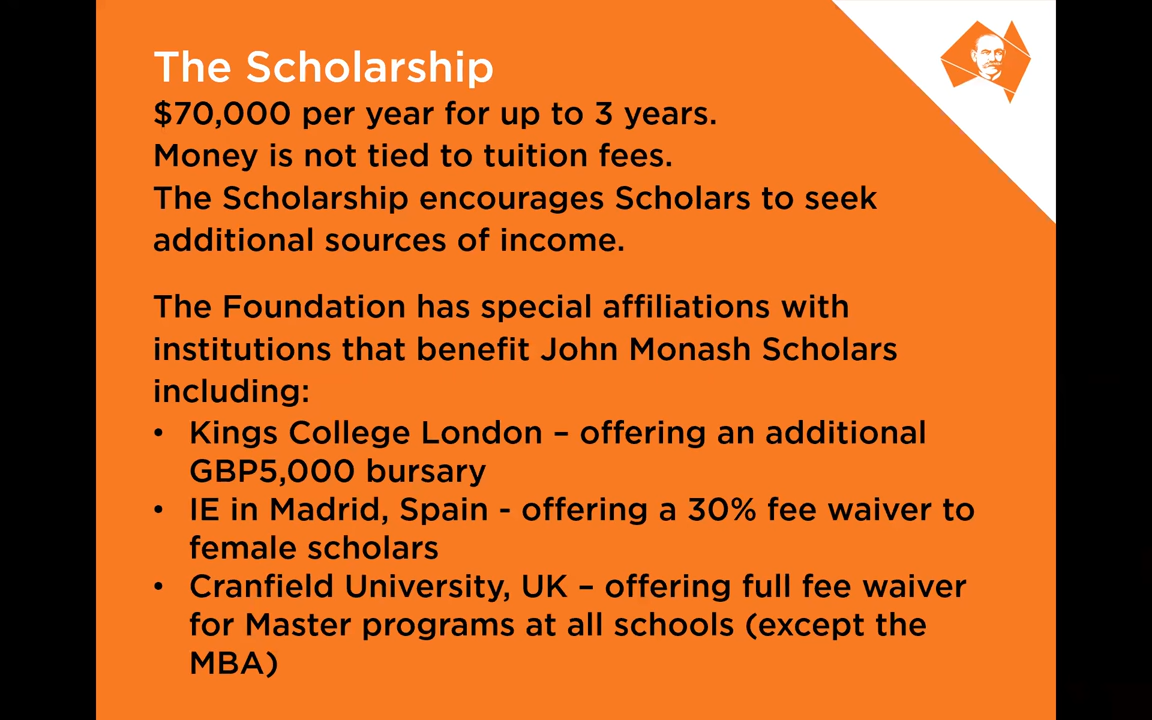 The Scholarship
$70,000 per year for up to 3 years.
Money is not tied to tuition fees.
The Scholarship encourages Scholars to seek
additional sources of income.
The Foundation has special affiliations with
institutions that benefit John Monash Scholars
including:
• Kings College London – offering an additional
GBP5,000 bursary
• IE in Madrid, Spain - offering a 30% fee waiver to
female scholars
• Cranfield University, UK – offering full fee waiver
for Master programs at all schools (except the
MBA)